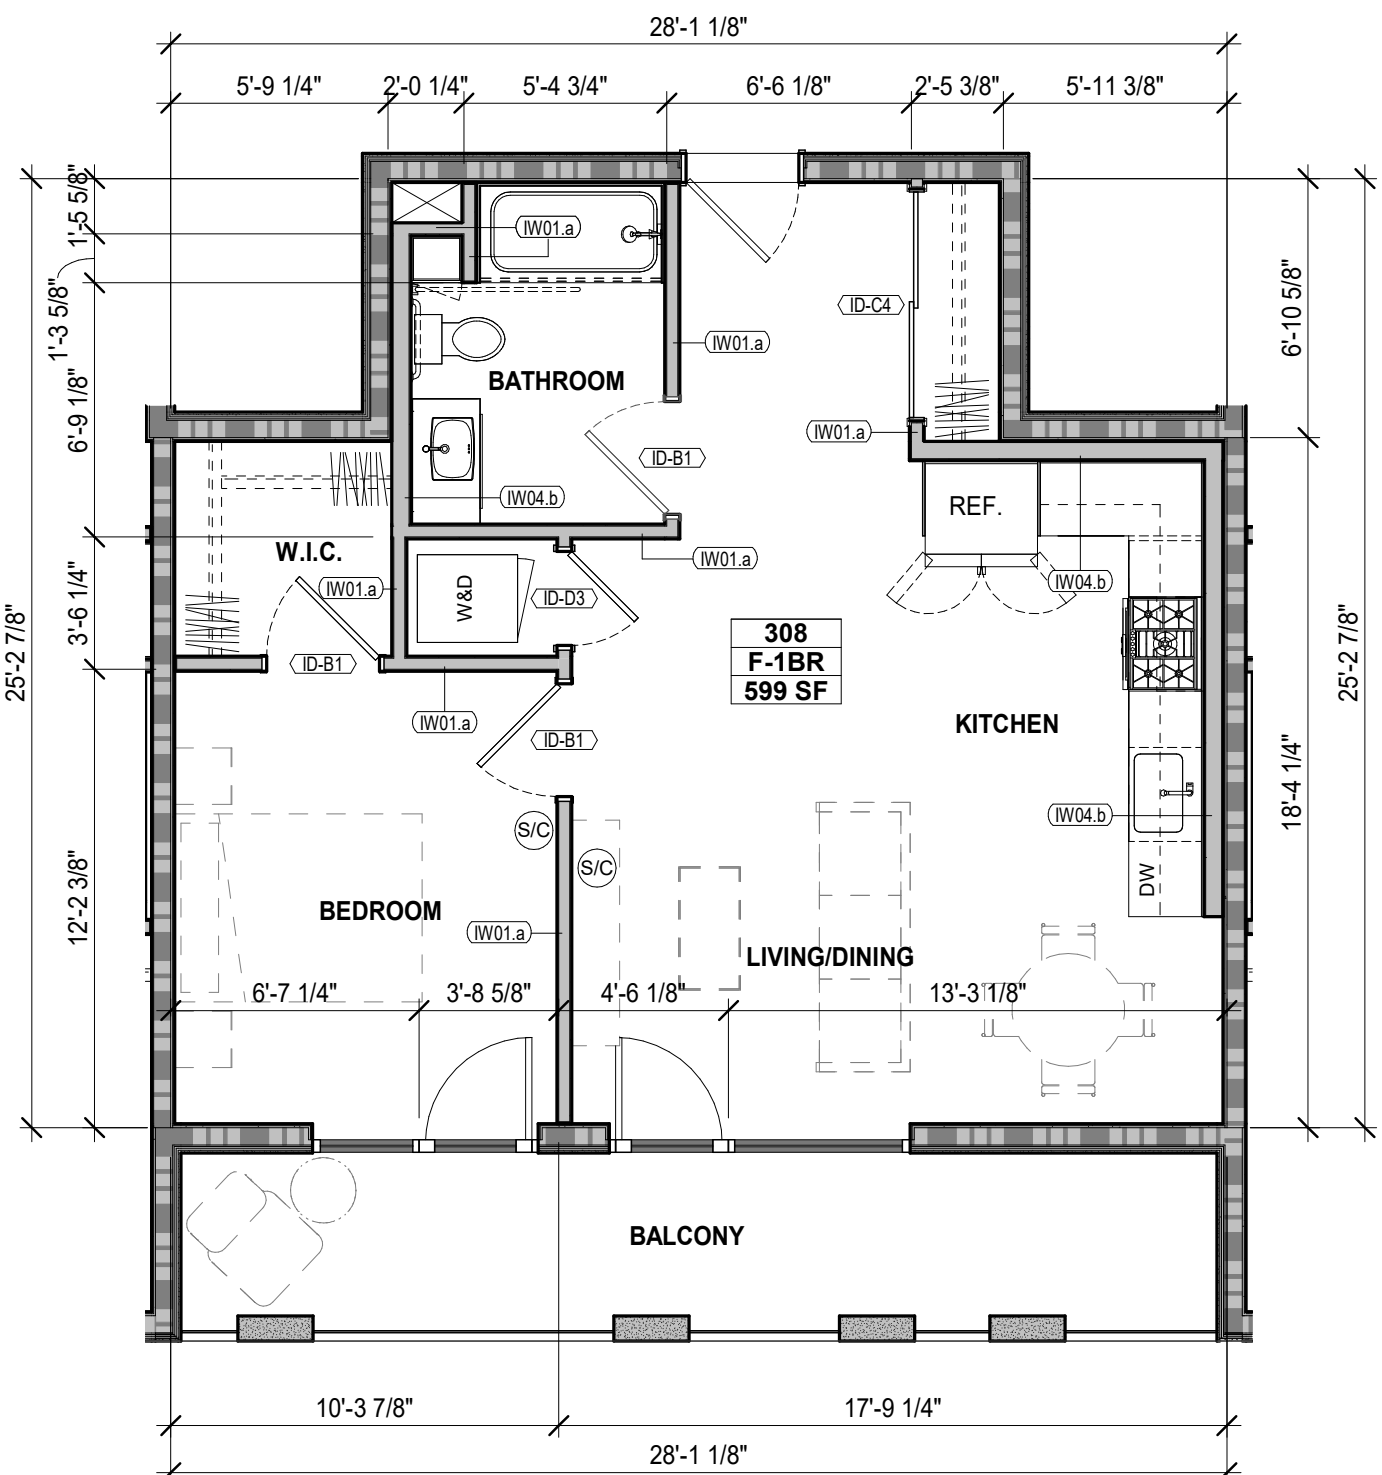 28'-1 1/8"
5'-9 1/4" 2'-0 1/4" 5'-4 3/4" 6'-6 1/8" 2'-5 3/8" 5'-11 3/8"
1'-5 5/8"
1'-3 5/8"
6'-9 1/8"
3'-6 1/4"
12'-2 3/8"
25'-2 7/8"
6'-10 5/8"
18'-4 1/4"
25'-2 7/8"
IW01.a
ID-C4
IW01.a
BATHROOM
IW01.a
ID-B1
IW04.b
REF.
W.I.C.
IW01.a
IW01.a
W&D
ID-D3
IW04.b
308
F-1BR
599 SF
ID-B1
IW01.a
ID-B1
KITCHEN
S/C
S/C
IW04.b
DW
BEDROOM
IW01.a
LIVING/DINING
6'-7 1/4" 3'-8 5/8" 4'-6 1/8" 13'-3 1/8"
BALCONY
10'-3 7/8" 17'-9 1/4"
28'-1 1/8"